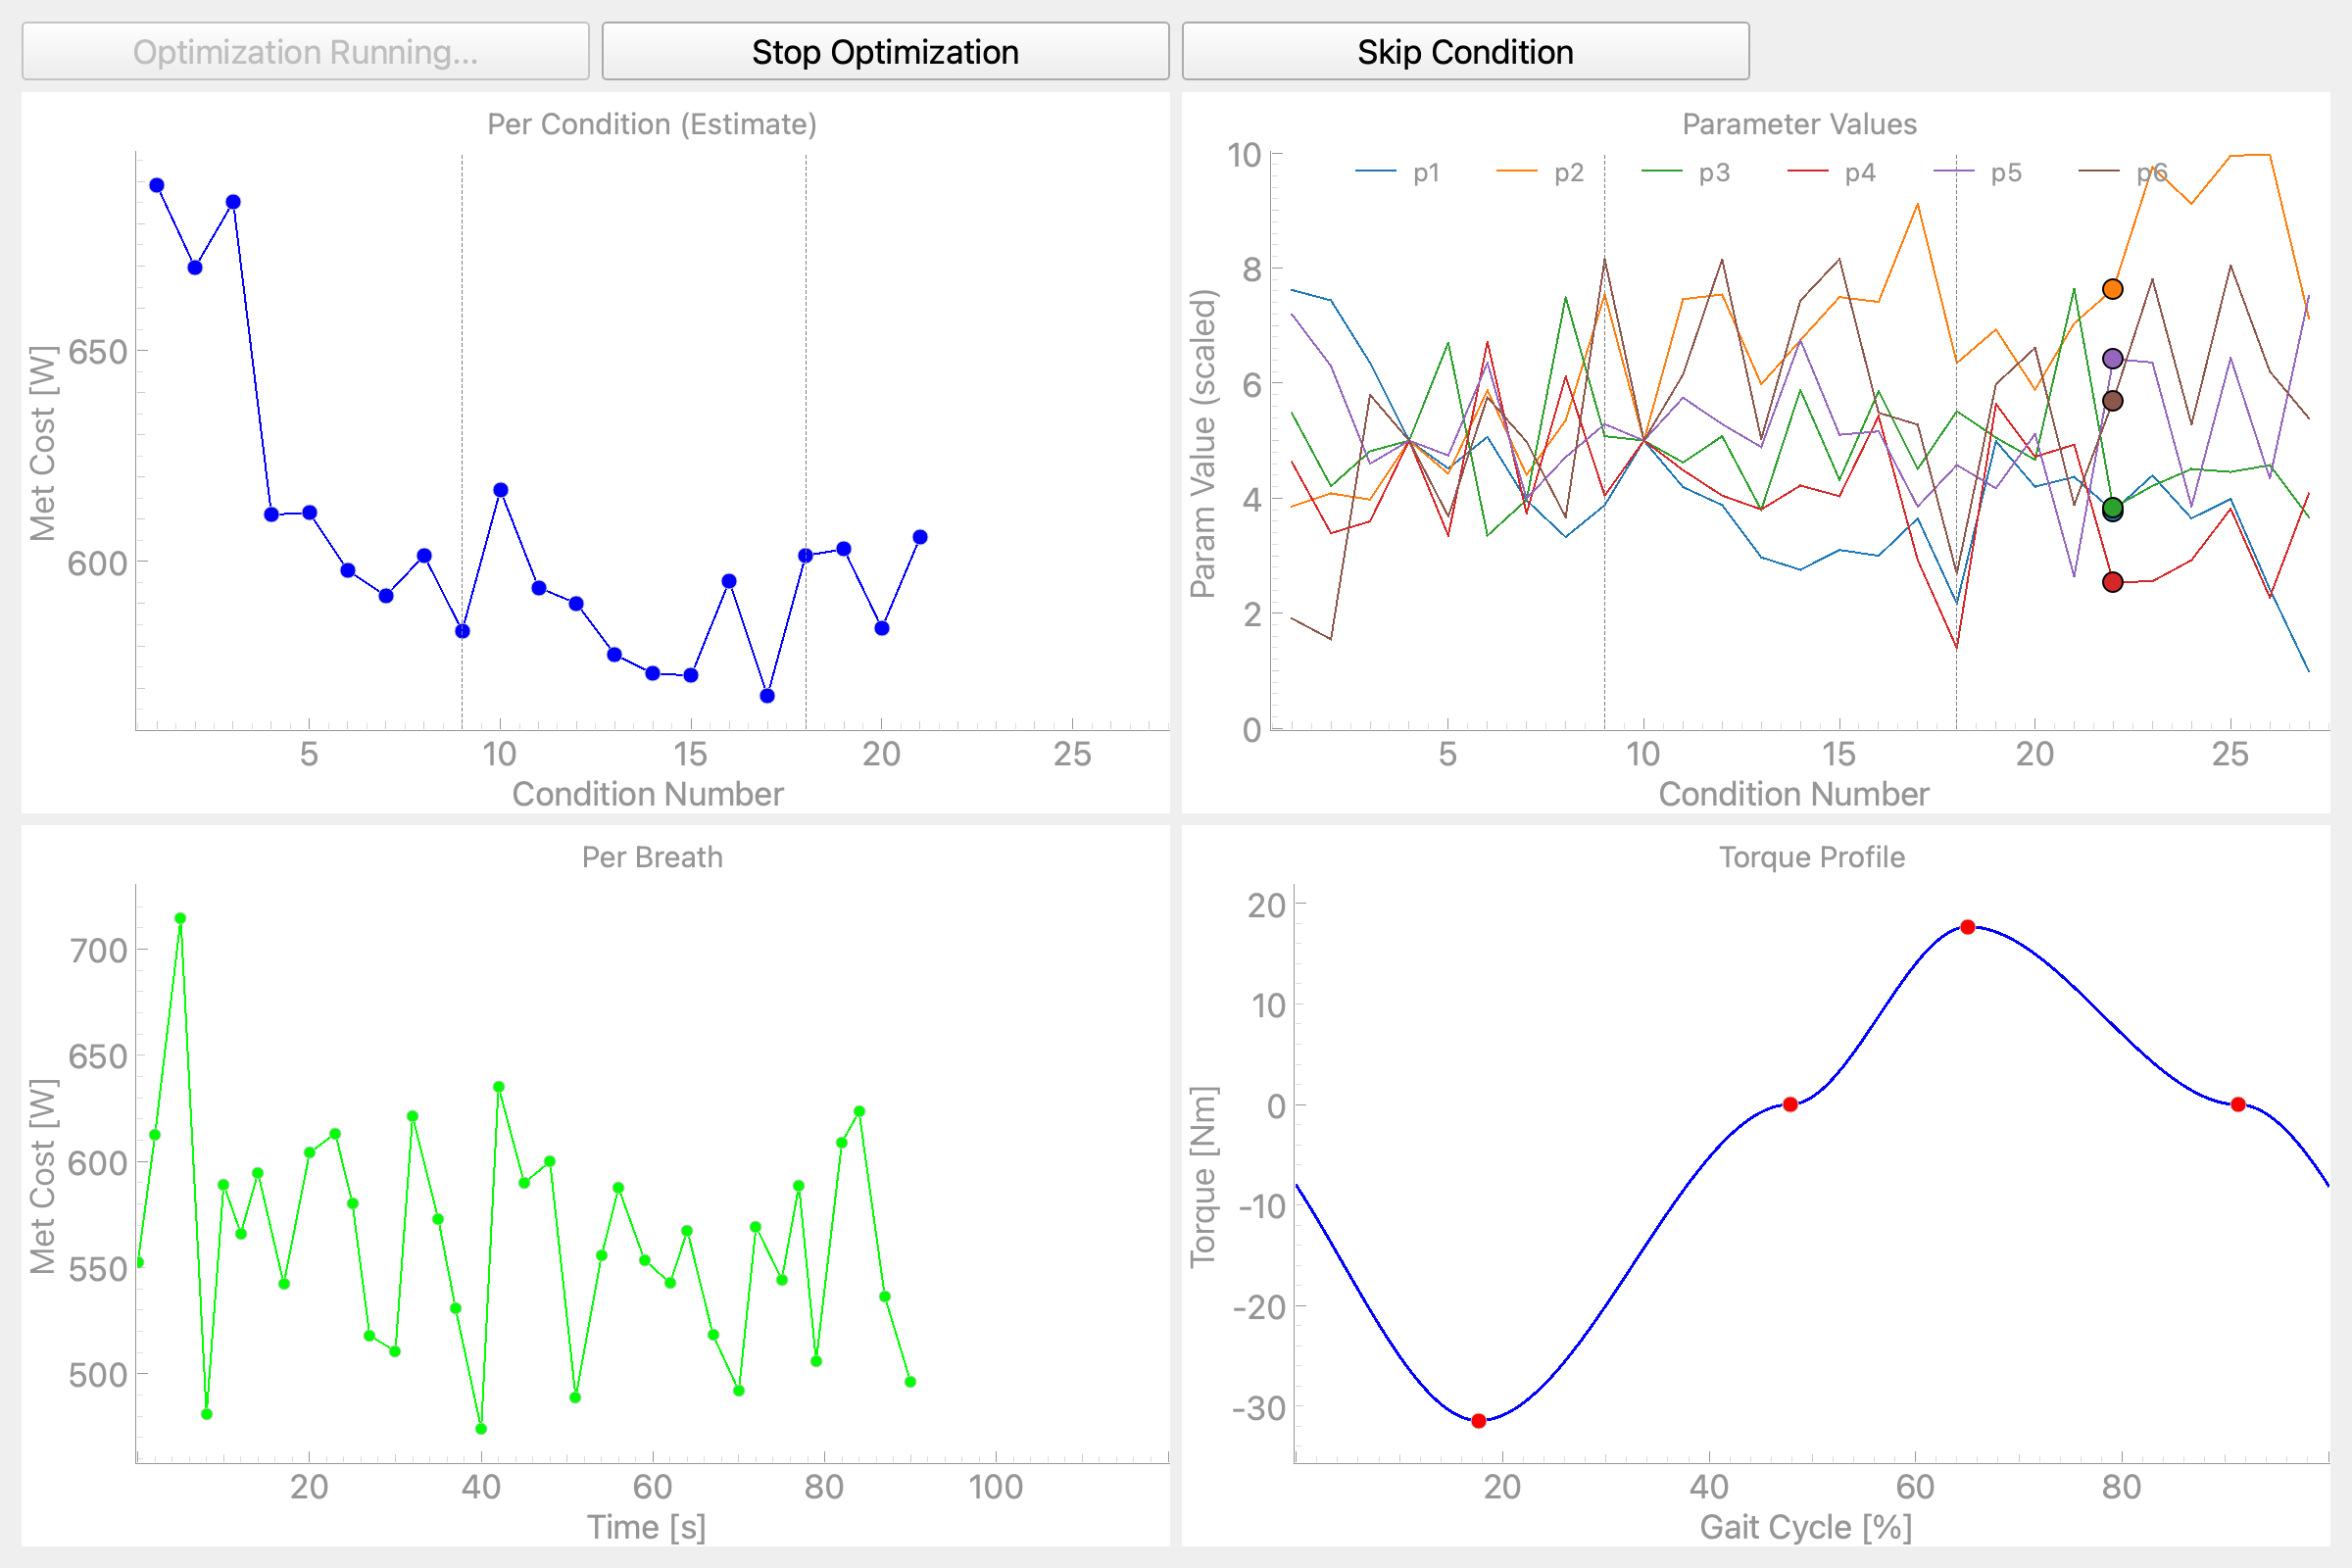 Optimization Running...
Stop Optimization
Skip Condition
Per Condition (Estimate)
Met Cost [W]
650
600
5 10 15 20 25
Condition Number
Parameter Values
p1 p2 p3 p4 p5 p6
Param Value (scaled)
10
8
6
4
2
0
5 10 15 20 25
Condition Number
Per Breath
Met Cost [W]
700
650
600
550
500
20 40 60 80 100
Time [s]
Torque Profile
Torque [Nm]
20
10
0
-10
-20
-30
20 40 60 80
Gait Cycle [%]